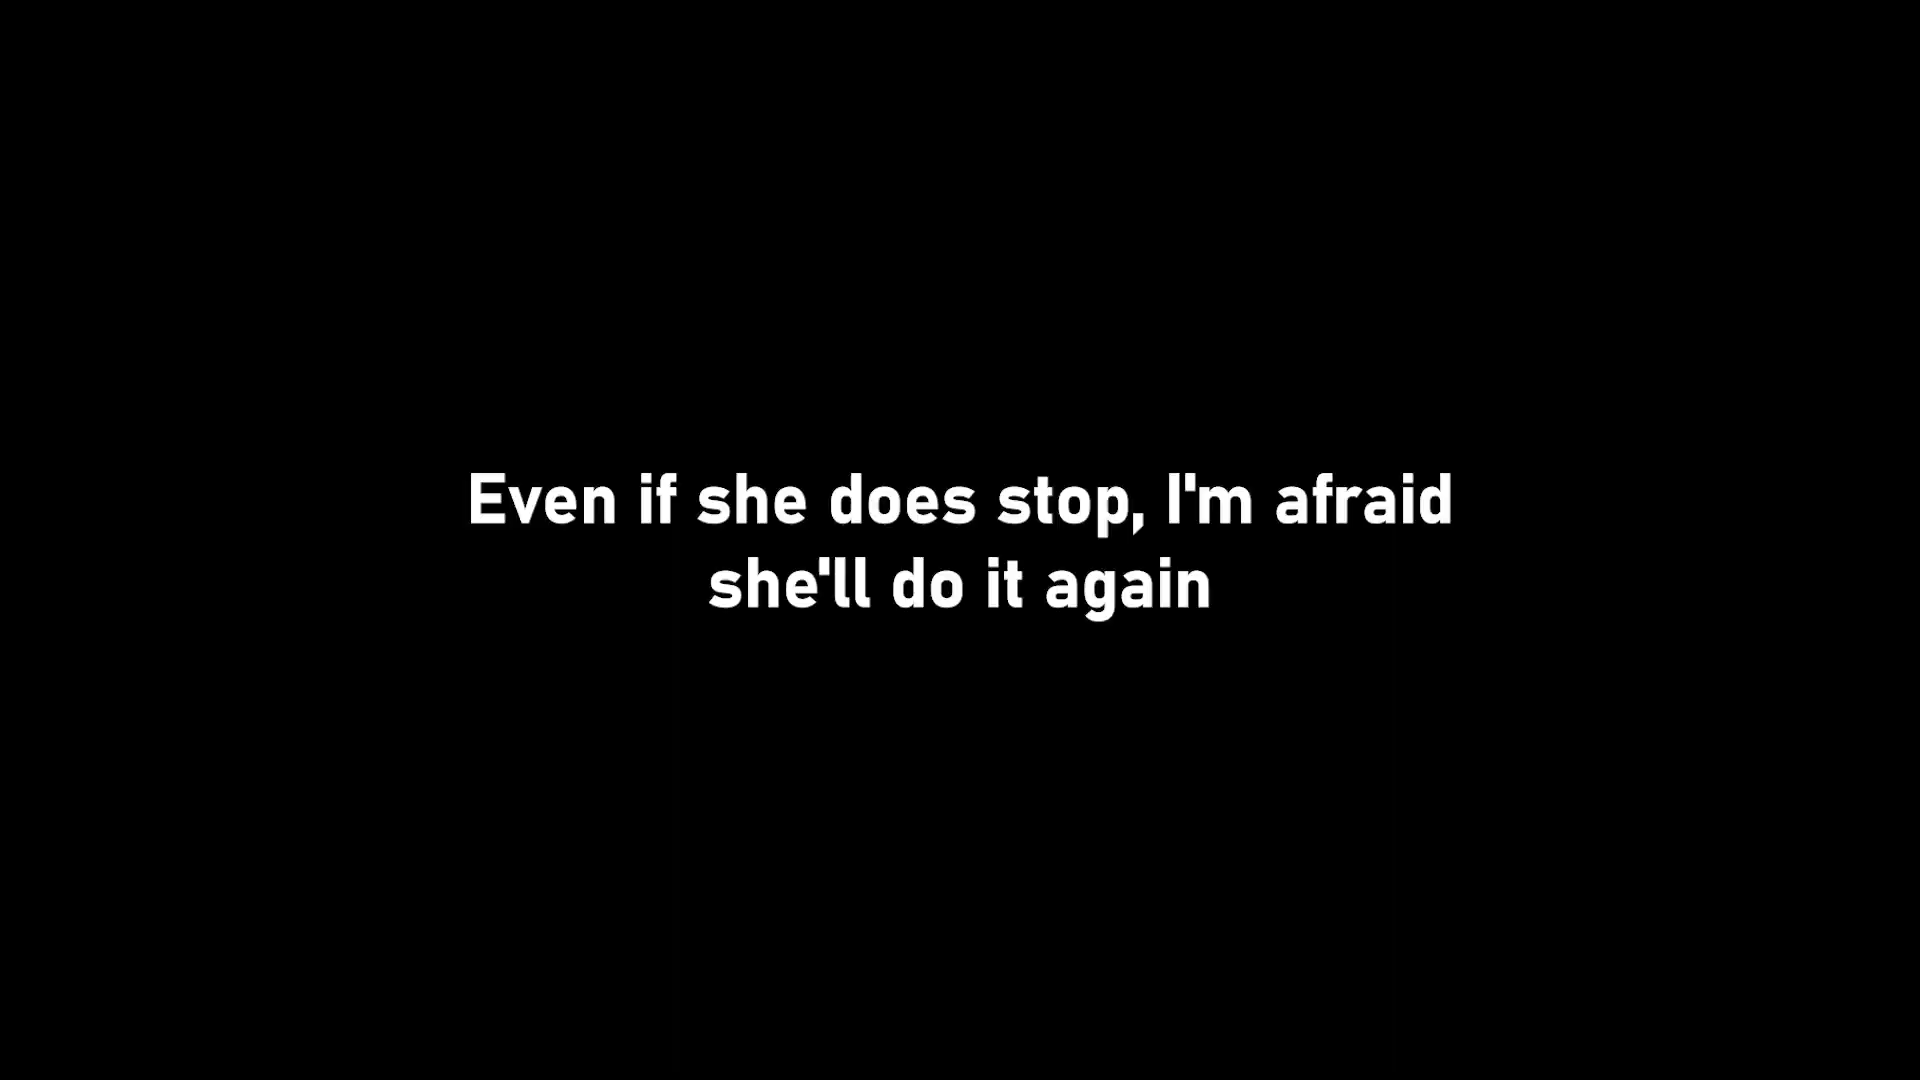 Even if she does stop, I'm afraid
she'll do it again